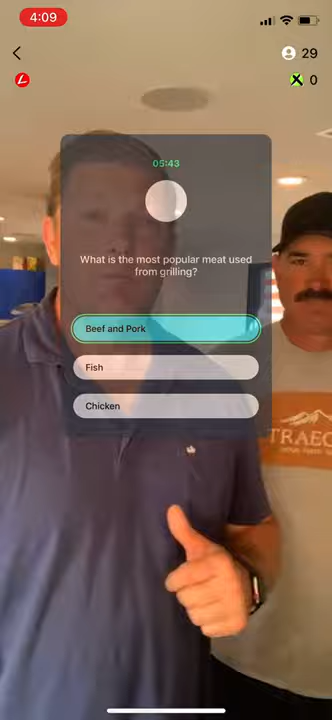 4:09
29
0
05:43
What is the most popular meat used
from grilling?
Beef and Pork
Fish
Chicken